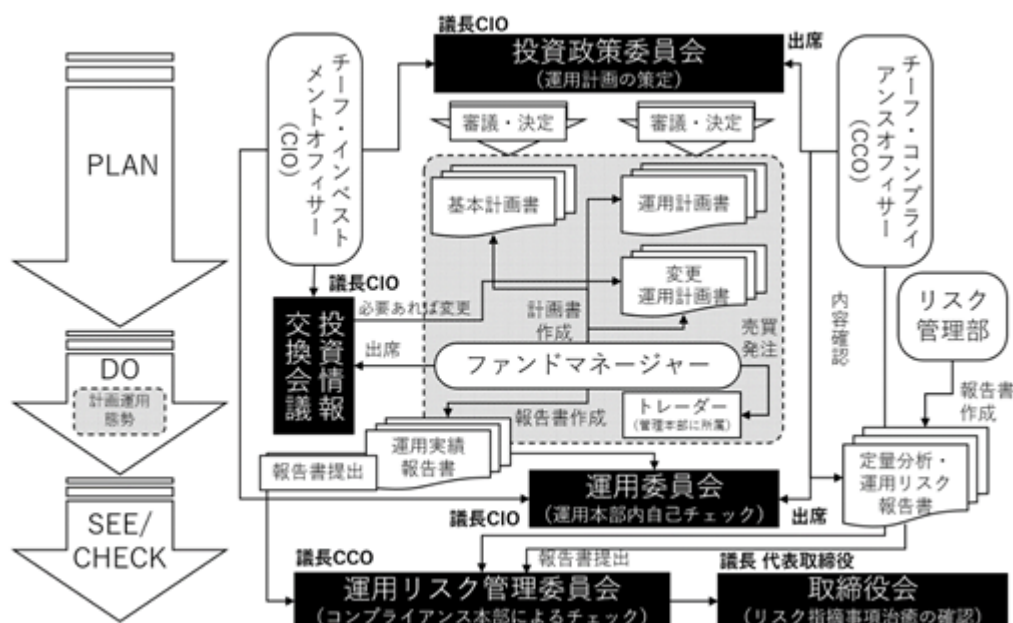 議長CIO
投資政策委員会
(運用計画の策定)
出席
チーフ・インベスト
メントオフィサー
(CIO)
チーフ・コンプライ
アンスオフィサー
(CCO)
審議・決定
審議・決定
PLAN
基本計画書
運用計画書
変更
運用計画書
議長CIO
必要あれば変更
計画書
作成
投資情報
交換会議
出席
ファンドマネージャー
売買
発注
内容確認
リスク
管理部
DO
計画運用
態勢
報告書作成
トレーダー
(管理本部に所属)
報告書
作成
運用実績
報告書
報告書提出
定量分析・
運用リスク
報告書
運用委員会
(運用本部内自己チェック)
議長CIO
出席
SEE/
CHECK
議長CCO
報告書提出
議長 代表取締役
運用リスク管理委員会
(コンプライアンス本部によるチェック)
取締役会
(リスク指摘事項治癒の確認)